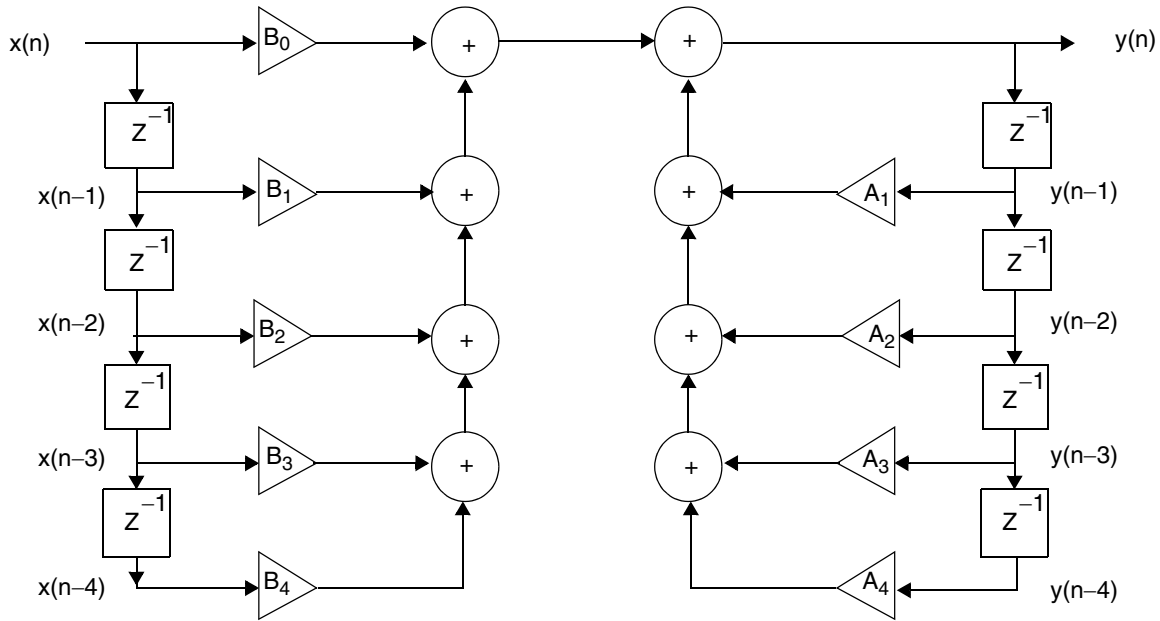 x(n) B₀ + + y(n)
Z⁻¹ Z⁻¹
x(n−1) B₁ + + A₁ y(n−1)
Z⁻¹ Z⁻¹
x(n−2) B₂ + + A₂ y(n−2)
Z⁻¹ Z⁻¹
x(n−3) B₃ + + A₃ y(n−3)
Z⁻¹ Z⁻¹
x(n−4) B₄ A₄ y(n−4)